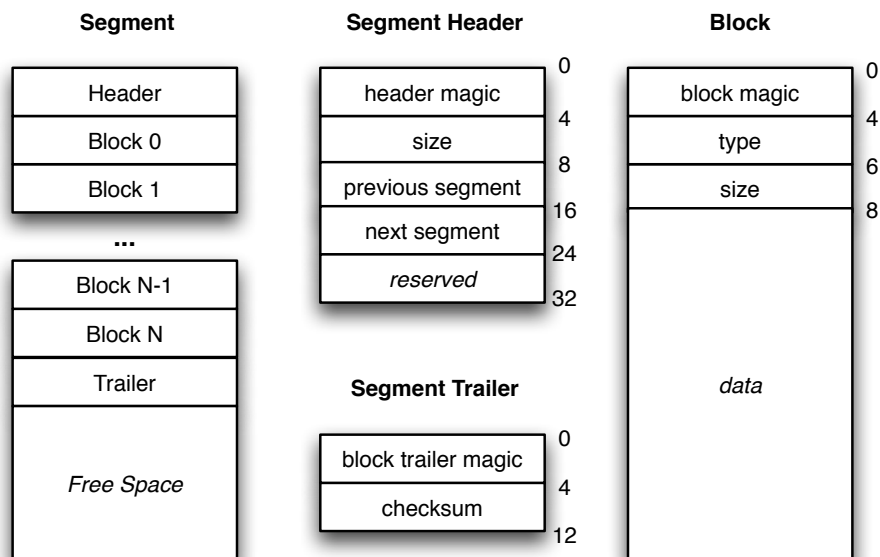 Segment
Header
Block 0
Block 1
...
Block N-1
Block N
Trailer
Free Space
Segment Header
0
header magic
4
size
8
previous segment
16
next segment
24
reserved
32
Segment Trailer
0
block trailer magic
4
checksum
12
Block
0
block magic
4
type
6
size
8
data